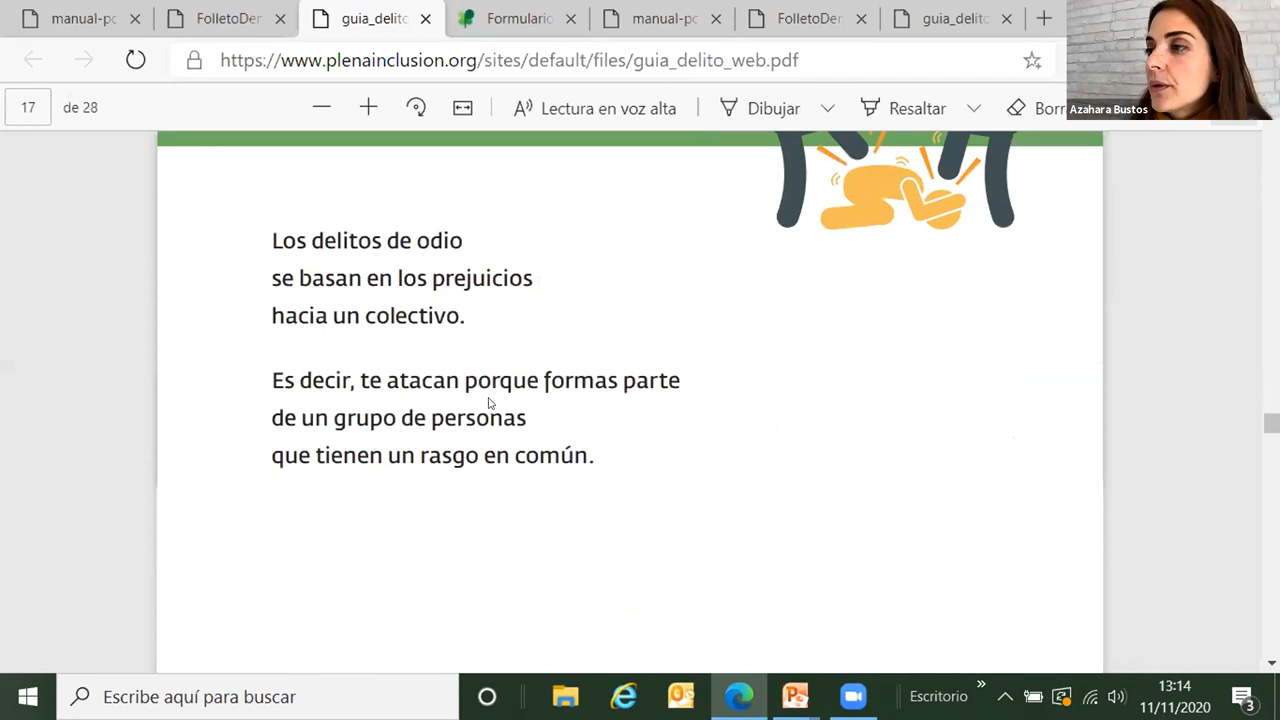 manual-pc
FolletoDer
guia_delito
Formulario
manual-pc
FolletoDer
guia_delito
https://www.plenainclusion.org/sites/default/files/guia_delito_web.pdf
Azahara Bustos
17 de 28
Lectura en voz alta
Dibujar
Resaltar
Borr
Los delitos de odio
se basan en los prejuicios
hacia un colectivo.
Es decir, te atacan porque formas parte
de un grupo de personas
que tienen un rasgo en común.
Escribe aquí para buscar
Escritorio
13:14
11/11/2020
3